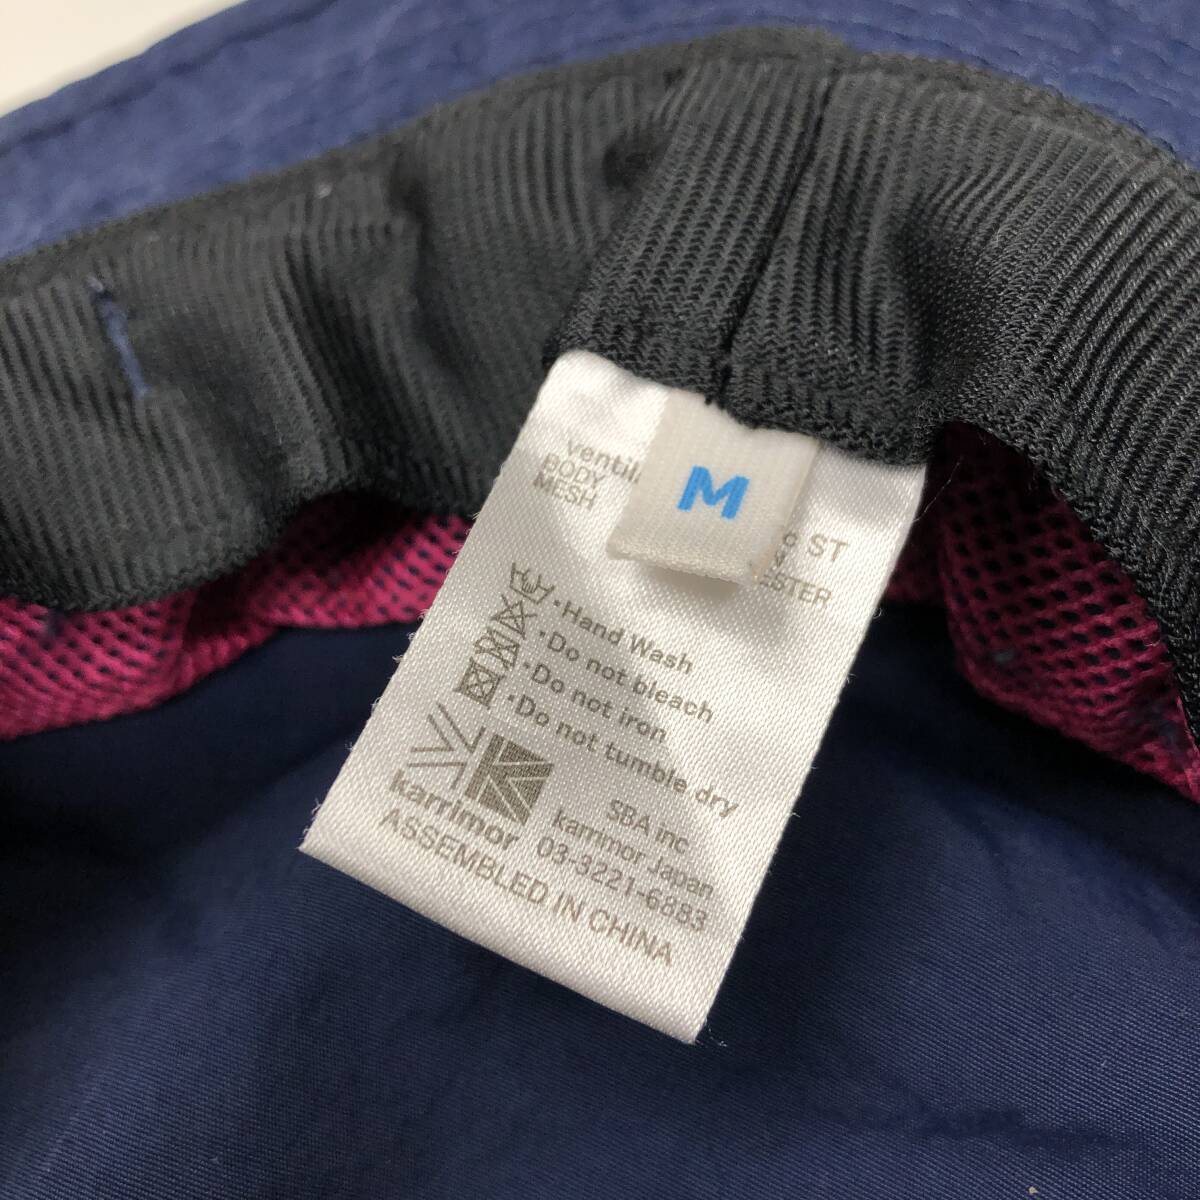 M
ST
BODY
MESH
· Hand Wash
· Do not bleach
· Do not iron
· Do not tumble dry
karrimor
SBA inc
karrimor Japan
03-3221-6883
ASSEMBLED IN CHINA